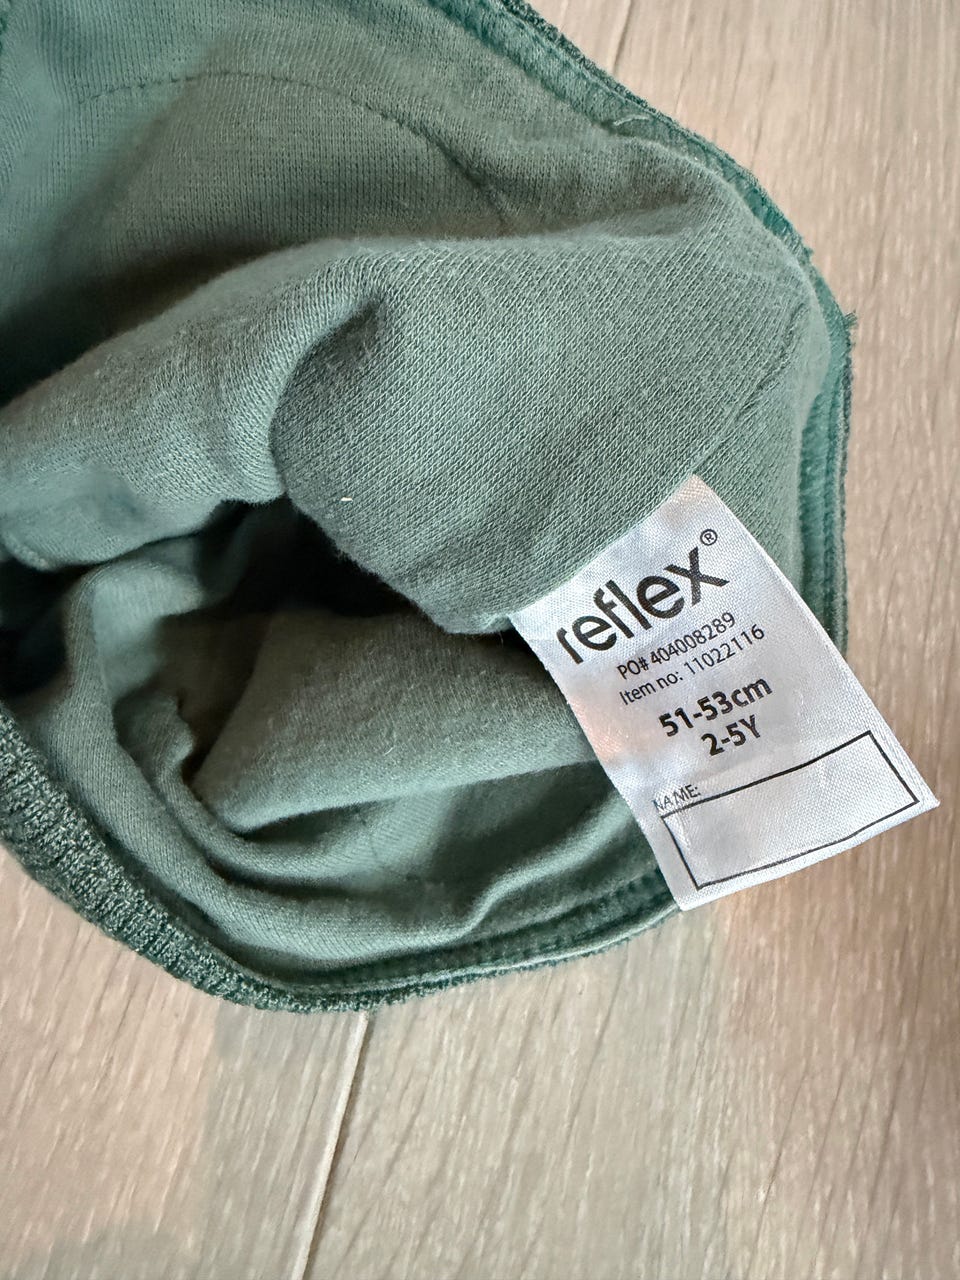 reflex®
PO# 404008289
Item no: 11022116
51-53cm
2-5Y
NAME: